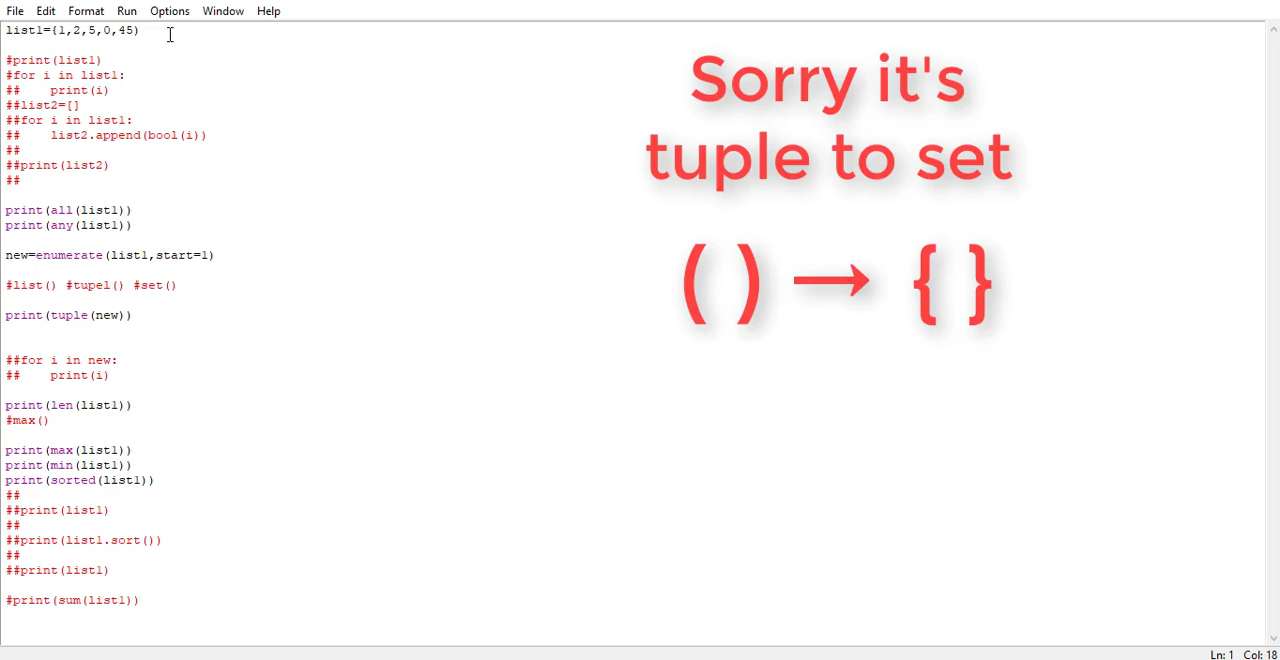 File Edit Format Run Options Window Help
list1={1,2,5,0,45)
#print(list1)
#for i in list1:
##    print(i)
##list2=[]
##for i in list1:
##    list2.append(bool(i))
##
##print(list2)
##
print(all(list1))
print(any(list1))
new=enumerate(list1,start=1)
#list() #tupel() #set()
print(tuple(new))
##for i in new:
##    print(i)
print(len(list1))
#max()
print(max(list1))
print(min(list1))
print(sorted(list1))
##
##print(list1)
##
##print(list1.sort())
##
##print(list1)
#print(sum(list1))
Sorry it's
tuple to set
( ) → { }
Ln: 1 Col: 18